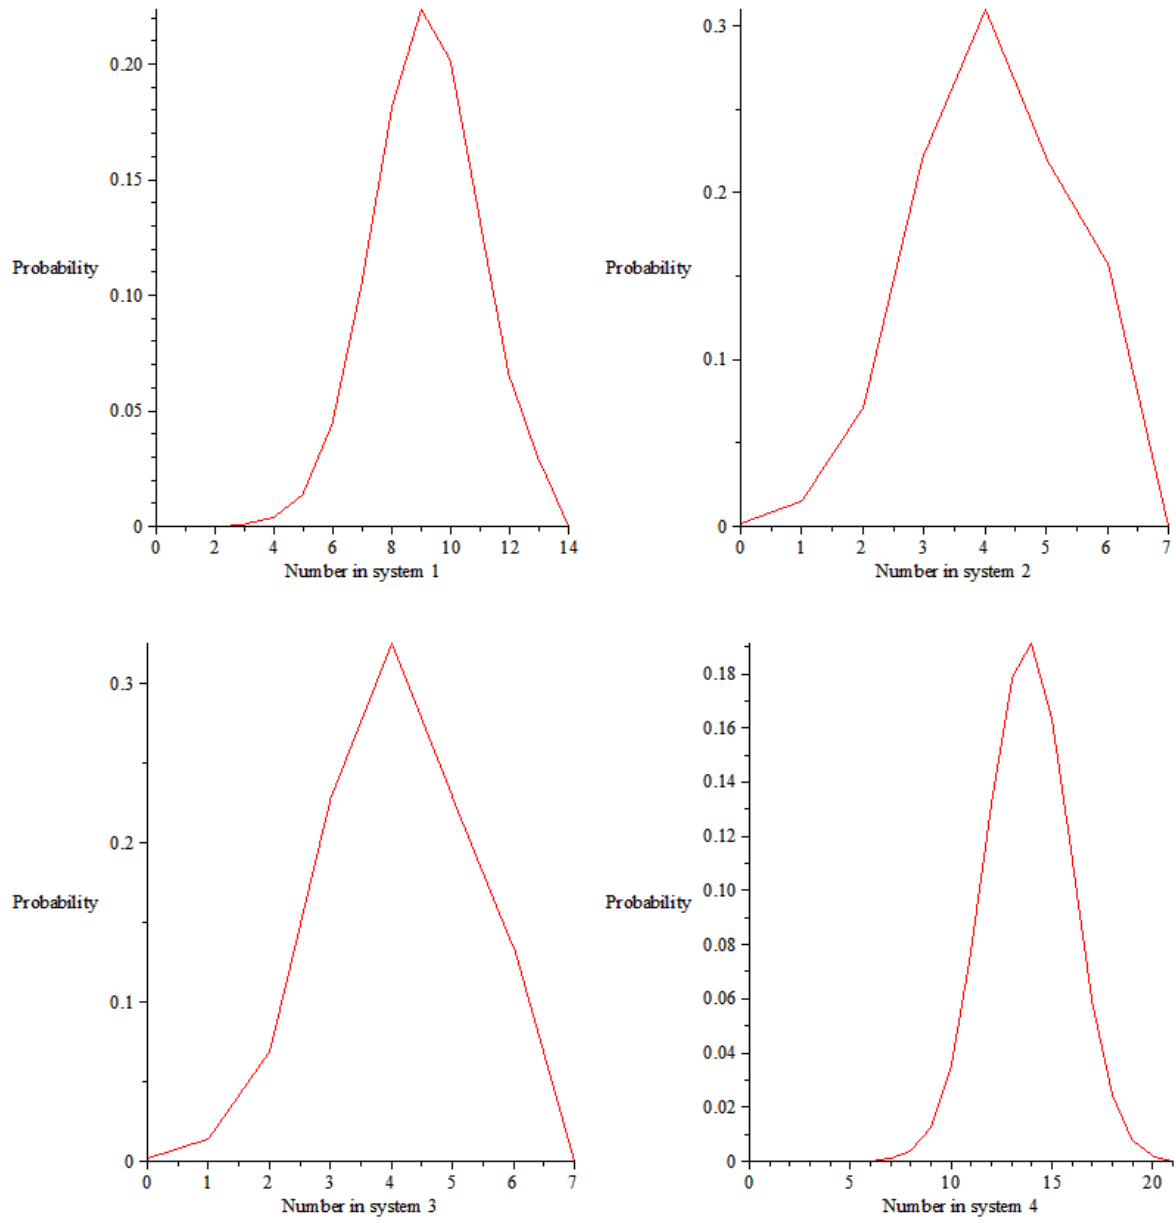 0.20
0.15
Probability
0.10
0.05
0
0 2 4 6 8 10 12 14
Number in system 1
0.3
0.2
Probability
0.1
0
0 1 2 3 4 5 6 7
Number in system 2
0.3
0.2
Probability
0.1
0
0 1 2 3 4 5 6 7
Number in system 3
0.18
0.16
0.14
0.12
0.10
Probability
0.08
0.06
0.04
0.02
0
0 5 10 15 20
Number in system 4